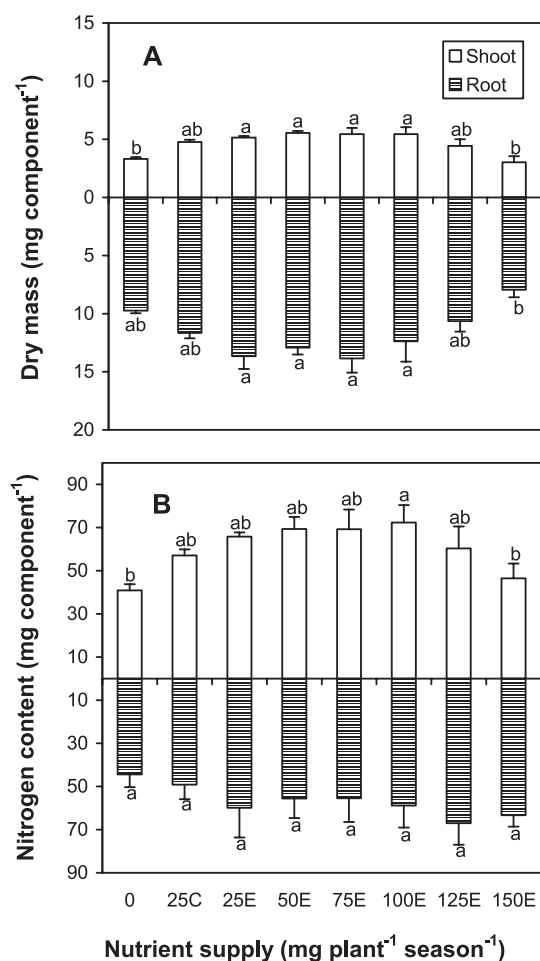 15
A
Shoot
Root
10
5
0
5
10
15
20
b ab a a a a ab b
ab ab a a a a ab b
Dry mass (mg component⁻¹)
B
90
70
50
30
10
10
30
50
70
90
b ab ab ab ab a ab b
a a a a a a a a
Nitrogen content (mg component⁻¹)
0 25C 25E 50E 75E 100E 125E 150E
Nutrient supply (mg plant⁻¹ season⁻¹)